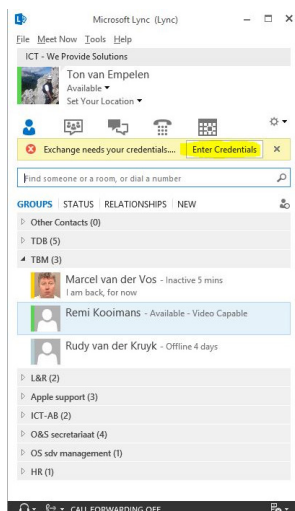 Microsoft Lync (Lync)
File Meet Now Tools Help
ICT - We Provide Solutions
Ton van Empelen
Available
Set Your Location
Exchange needs your credentials.... Enter Credentials
Find someone or a room, or dial a number
GROUPS STATUS RELATIONSHIPS NEW
Other Contacts (0)
TDB (5)
TBM (3)
Marcel van der Vos - Inactive 5 mins
I am back, for now
Remi Kooimans - Available - Video Capable
Rudy van der Kruyk - Offline 4 days
L&R (2)
Apple support (3)
ICT-AB (2)
O&S secretariaat (4)
OS sdv management (1)
HR (1)
CALL FORWARDING OFF